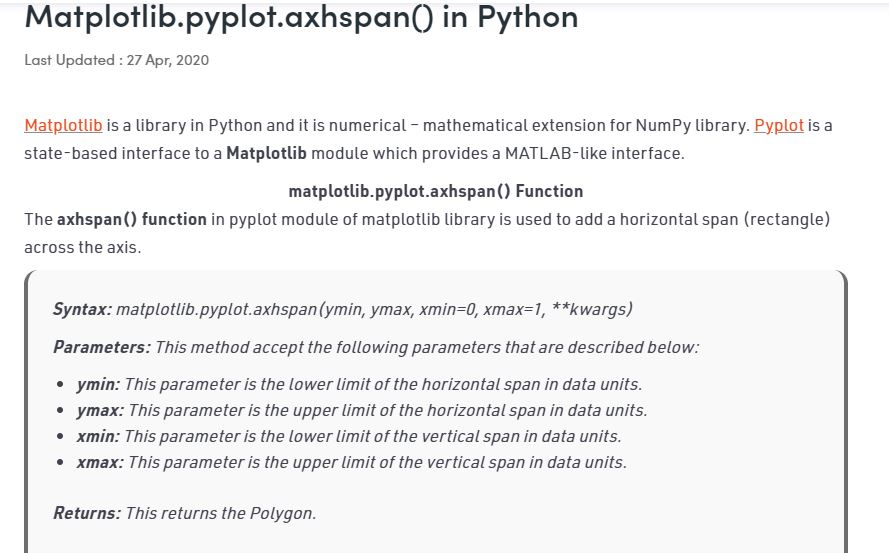 Matplotlib.pyplot.axhspan() in Python
Last Updated : 27 Apr, 2020
Matplotlib is a library in Python and it is numerical – mathematical extension for NumPy library. Pyplot is a
state-based interface to a Matplotlib module which provides a MATLAB-like interface.
matplotlib.pyplot.axhspan() Function
The axhspan() function in pyplot module of matplotlib library is used to add a horizontal span (rectangle)
across the axis.
Syntax: matplotlib.pyplot.axhspan(ymin, ymax, xmin=0, xmax=1, **kwargs)
Parameters: This method accept the following parameters that are described below:
• ymin: This parameter is the lower limit of the horizontal span in data units.
• ymax: This parameter is the upper limit of the horizontal span in data units.
• xmin: This parameter is the lower limit of the vertical span in data units.
• xmax: This parameter is the upper limit of the vertical span in data units.
Returns: This returns the Polygon.